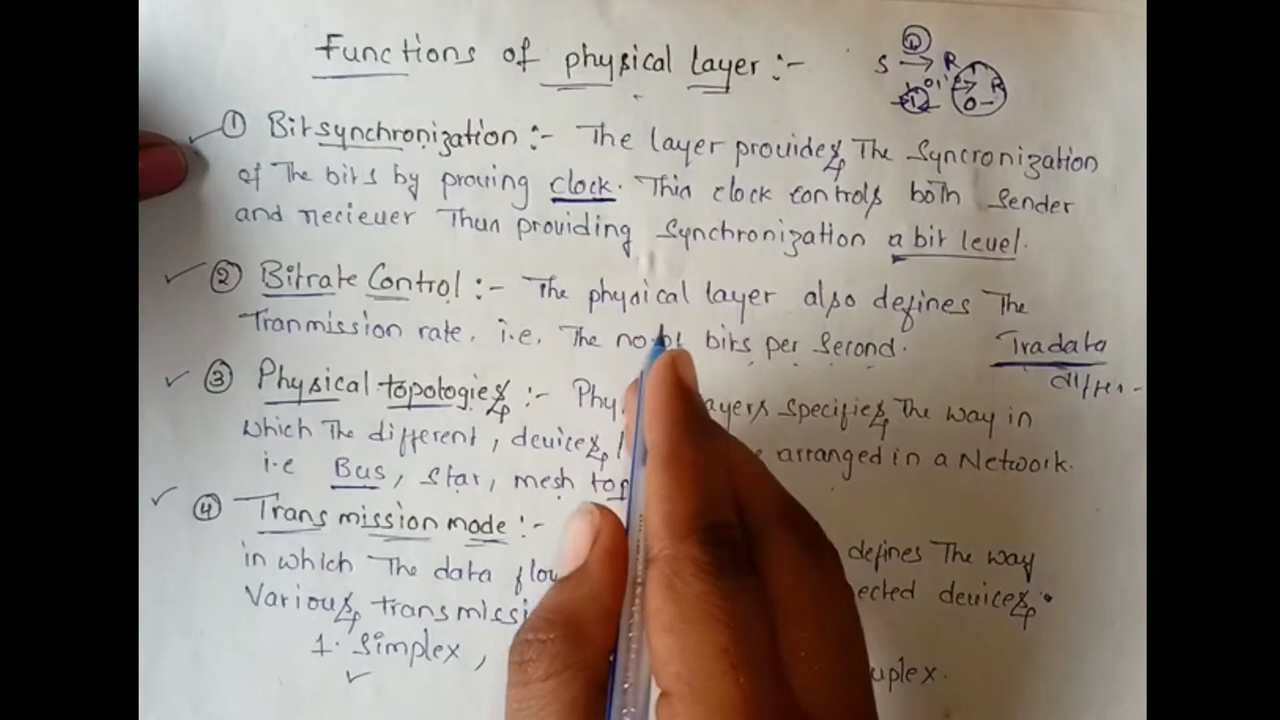 Functions of physical layer :-
S → R
① Bitsynchronization :- The layer provides The Syncronization
of The bits by proving clock. This clock controls both sender
and reciever Thus providing synchronization a bit level.
② Bitrate Control :- The physical layer also defines The
Tranmission rate. i.e. The no. of bits per second.
Tradata
③ Physical topologies :- Phy ayers specifies The way in
which The different, devices, arranged in a Network.
i.e Bus, star, mesh top
④ Transmission mode :- defines The way
in which The data flow ected devices.
Various transmissi
1. Simplex, uplex.